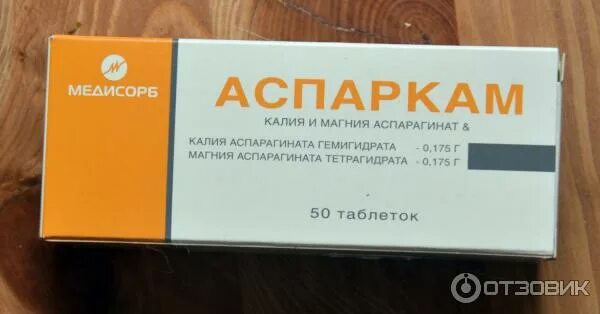 МЕДИСОРБ
АСПАРКАМ
КАЛИЯ И МАГНИЯ АСПАРАГИНАТ &
КАЛИЯ АСПАРАГИНАТА ГЕМИГИДРАТА - 0,175 Г
МАГНИЯ АСПАРАГИНАТА ТЕТРАГИДРАТА - 0,175 Г
50 таблеток
ОТЗОВИК